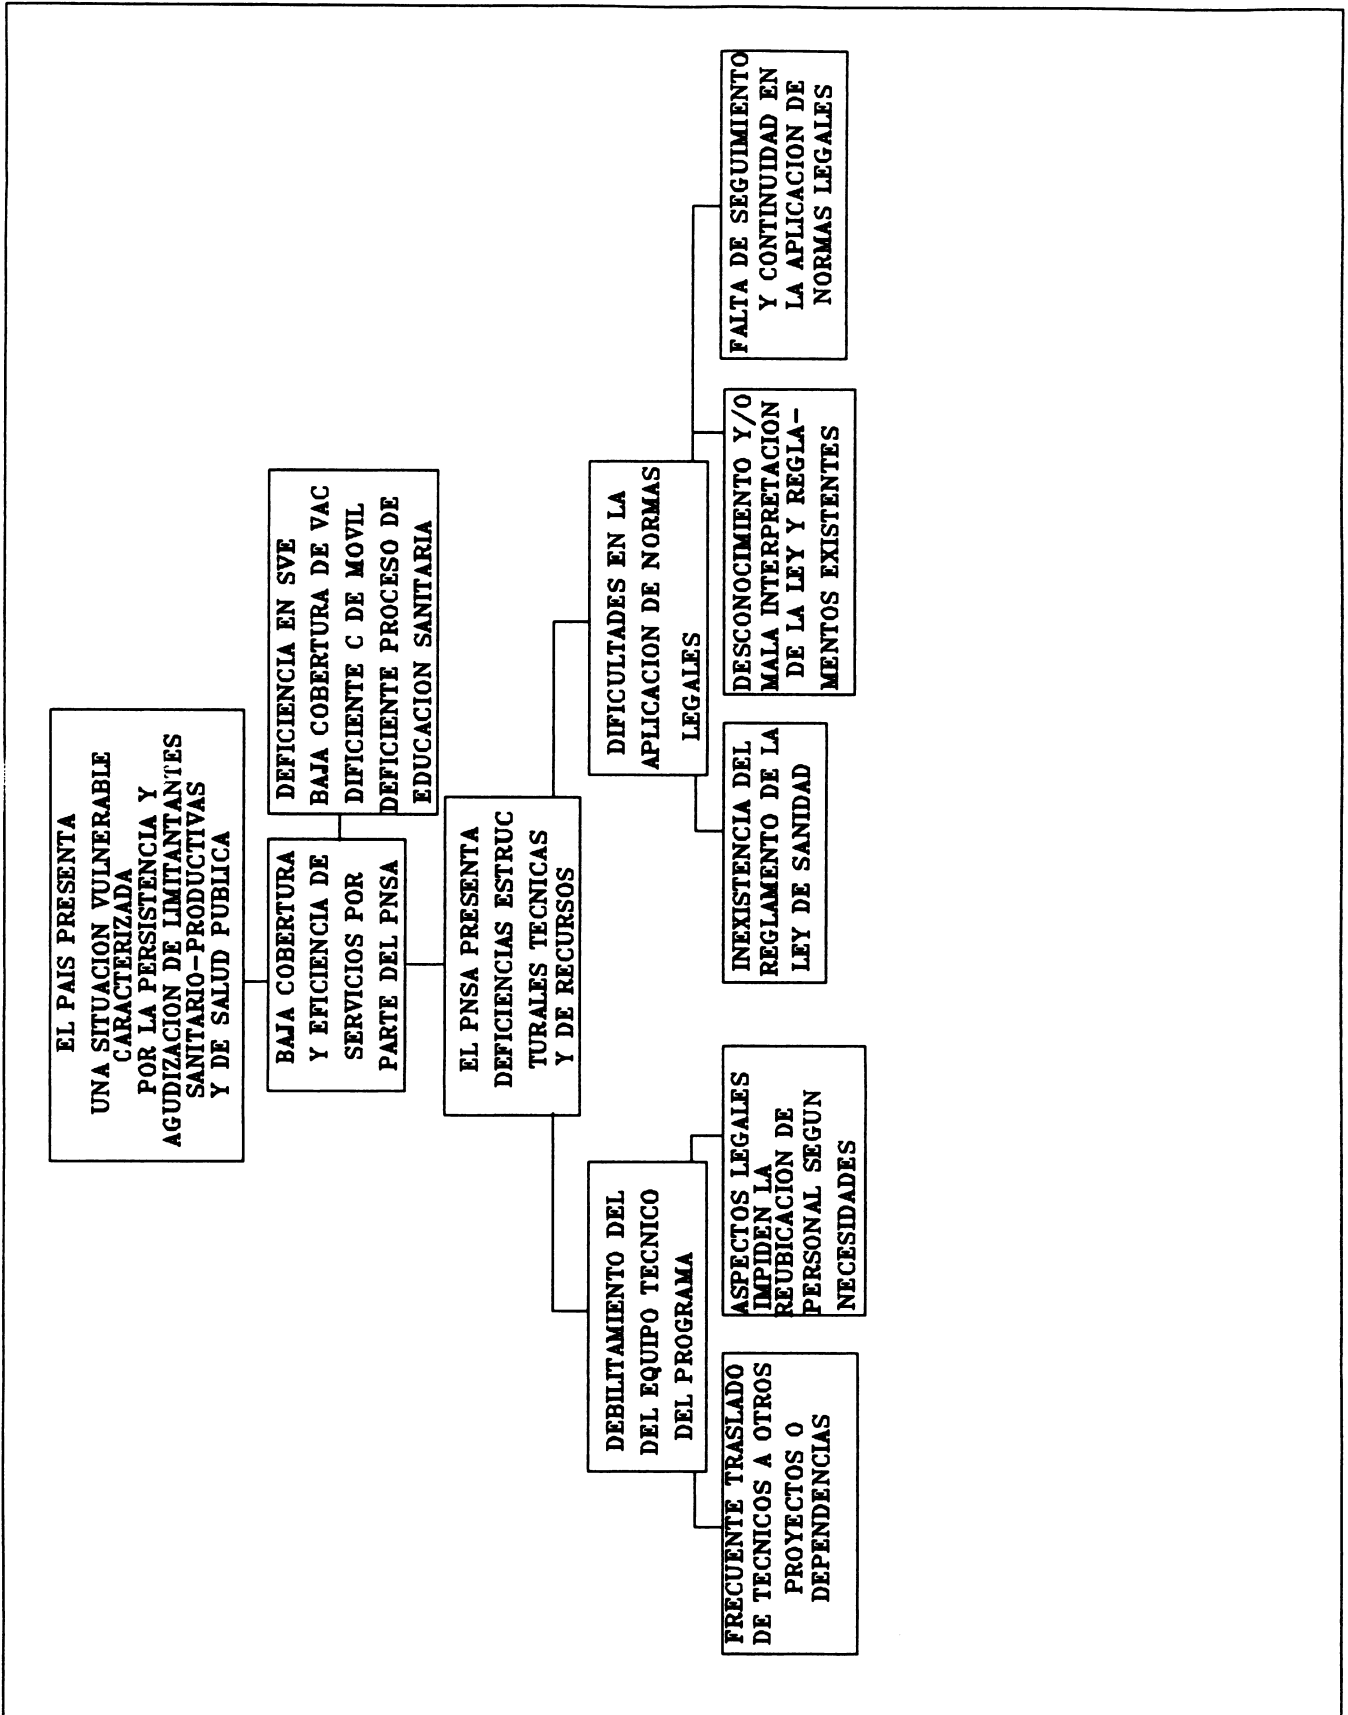 EL PAIS PRESENTA
UNA SITUACION VULNERABLE
CARACTERIZADA
POR LA PERSISTENCIA Y
AGUDIZACION DE LIMITANTANTES
SANITARIO-PRODUCTIVAS
Y DE SALUD PUBLICA
BAJA COBERTURA
Y EFICIENCIA DE
SERVICIOS POR
PARTE DEL PNSA
DEFICIENCIA EN SVE
BAJA COBERTURA DE VAC
DIFICIENTE C DE MOVIL
DEFICIENTE PROCESO DE
EDUCACION SANITARIA
EL PNSA PRESENTA
DEFICIENCIAS ESTRUC
TURALES TECNICAS
Y DE RECURSOS
DEBILITAMIENTO DEL
DEL EQUIPO TECNICO
DEL PROGRAMA
DIFICULTADES EN LA
APLICACION DE NORMAS
LEGALES
FRECUENTE TRASLADO
DE TECNICOS A OTROS
PROYECTOS O
DEPENDENCIAS
ASPECTOS LEGALES
IMPIDEN LA
REUBICACION DE
PERSONAL SEGUN
NECESIDADES
INEXISTENCIA DEL
REGLAMENTO DE LA
LEY DE SANIDAD
DESCONOCIMIENTO Y/O
MALA INTERPRETACION
DE LA LEY Y REGLA-
MENTOS EXISTENTES
FALTA DE SEGUIMIENTO
Y CONTINUIDAD EN
LA APLICACION DE
NORMAS LEGALES